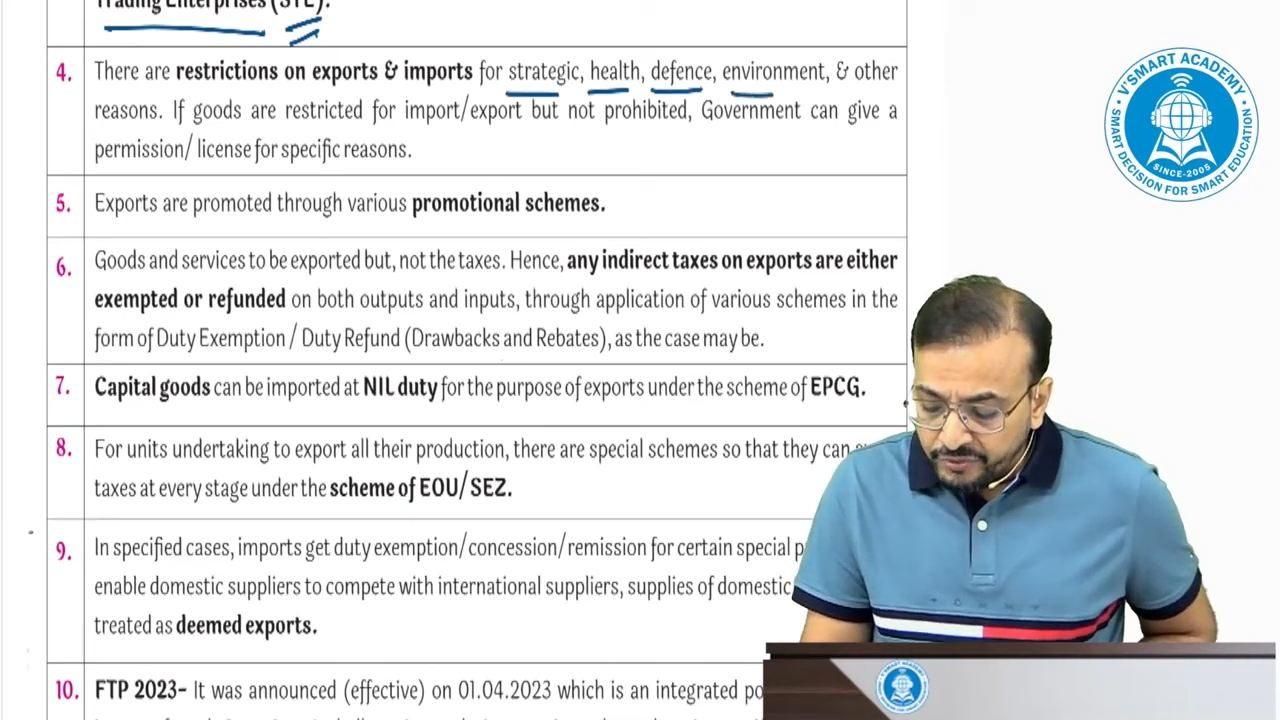 Trading Enterprises (STE).
4. There are restrictions on exports & imports for strategic, health, defence, environment, & other
reasons. If goods are restricted for import/export but not prohibited, Government can give a
permission/ license for specific reasons.
5. Exports are promoted through various promotional schemes.
6. Goods and services to be exported but, not the taxes. Hence, any indirect taxes on exports are either
exempted or refunded on both outputs and inputs, through application of various schemes in the
form of Duty Exemption / Duty Refund (Drawbacks and Rebates), as the case may be.
7. Capital goods can be imported at NIL duty for the purpose of exports under the scheme of EPCG.
8. For units undertaking to export all their production, there are special schemes so that they can
taxes at every stage under the scheme of EOU/ SEZ.
9. In specified cases, imports get duty exemption/concession/remission for certain special
enable domestic suppliers to compete with international suppliers, supplies of domestic
treated as deemed exports.
10. FTP 2023- It was announced (effective) on 01.04.2023 which is an integrated
V'SMART ACADEMY
SINCE-2005
SMART DECISION FOR SMART EDUCATION